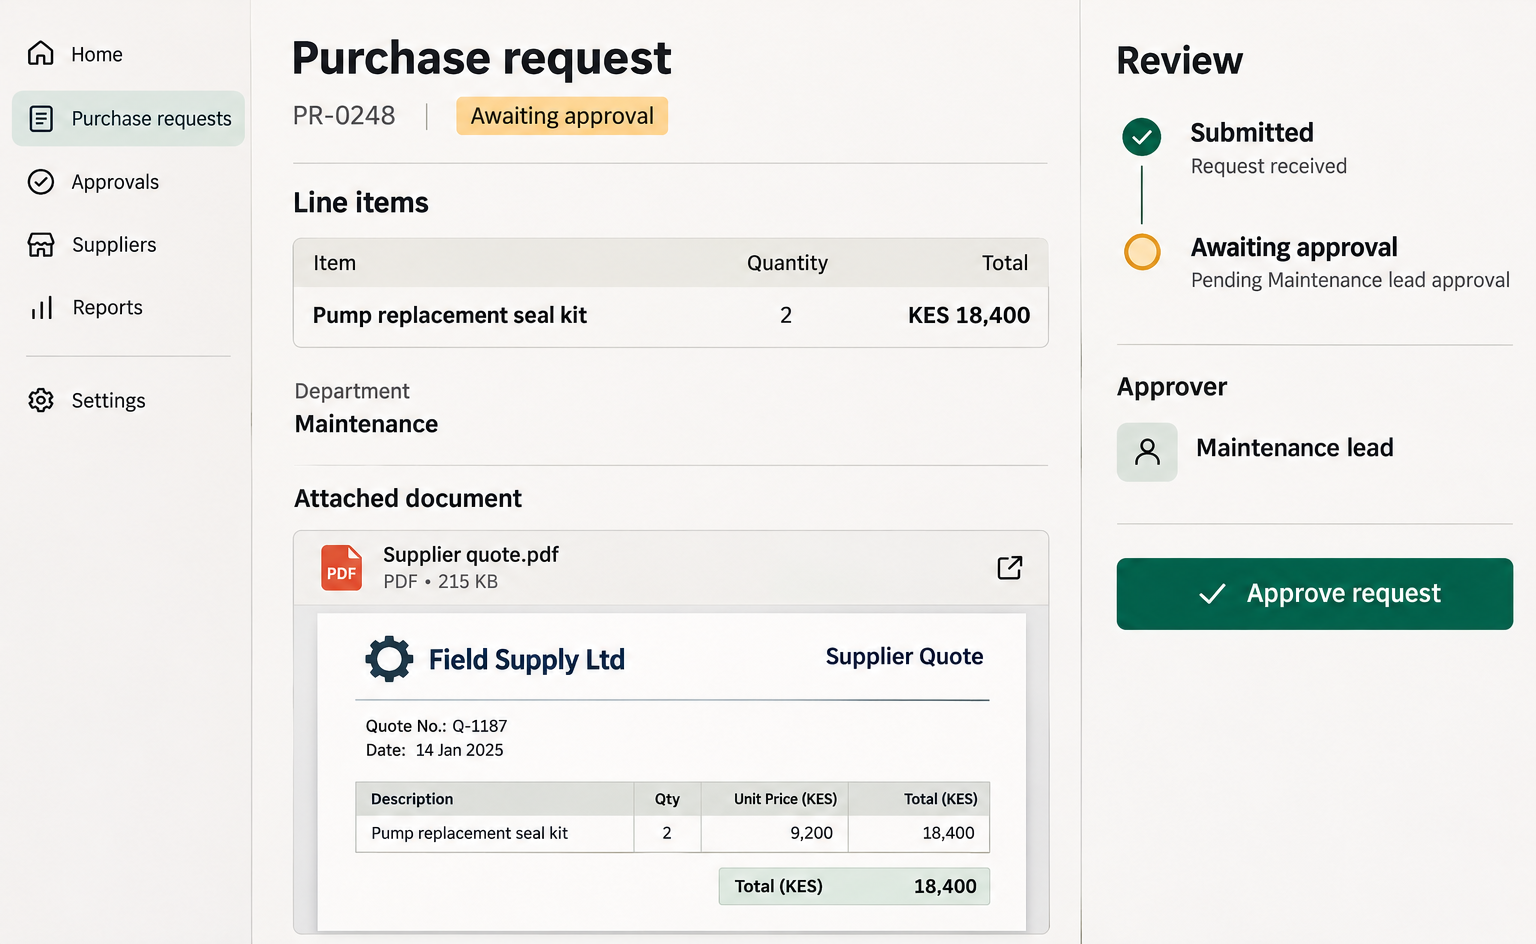 Home
Purchase requests
Approvals
Suppliers
Reports
Settings
Purchase request
PR-0248
Awaiting approval
Line items
Item Quantity Total
Pump replacement seal kit 2 KES 18,400
Department
Maintenance
Attached document
PDF
Supplier quote.pdf
PDF • 215 KB
Field Supply Ltd
Supplier Quote
Quote No.: Q-1187
Date: 14 Jan 2025
Description Qty Unit Price (KES) Total (KES)
Pump replacement seal kit 2 9,200 18,400
Total (KES) 18,400
Review
Submitted
Request received
Awaiting approval
Pending Maintenance lead approval
Approver
Maintenance lead
Approve request